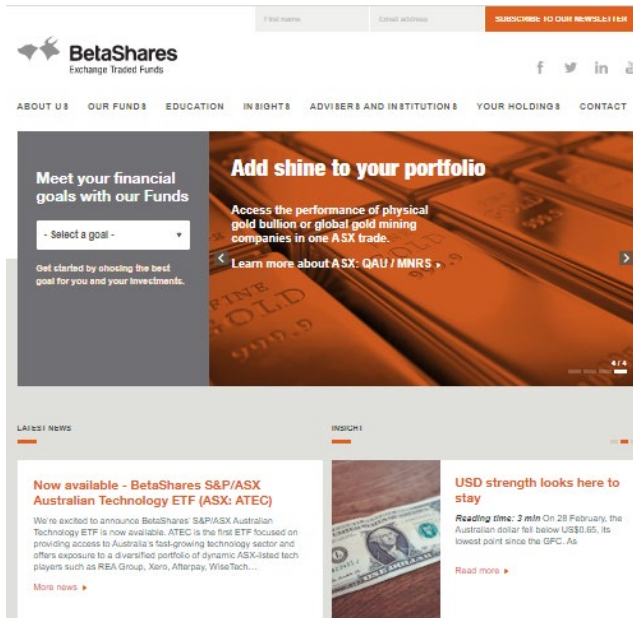 First name
Email address
SUBSCRIBE TO OUR NEWSLETTER
BetaShares
Exchange Traded Funds
ABOUT US
OUR FUNDS
EDUCATION
INSIGHTS
ADVISERS AND INSTITUTIONS
YOUR HOLDINGS
CONTACT
Meet your financial
goals with our Funds
- Select a goal -
Get started by chosing the best
goal for you and your investments.
Add shine to your portfolio
Access the performance of physical
gold bullion or global gold mining
companies in one ASX trade.
Learn more about ASX: QAU / MNRS
FINE
GOLD
999.9
4 / 4
LATEST NEWS
Now available - BetaShares S&P/ASX
Australian Technology ETF (ASX: ATEC)
We're excited to announce BetaShares' S&P/ASX Australian
Technology ETF is now available. ATEC is the first ETF focused on
providing access to Australia's fast-growing technology sector and
offers exposure to a diversified portfolio of dynamic ASX-listed tech
players such as REA Group, Xero, Afterpay, WiseTech…
More news
INSIGHT
USD strength looks here to
stay
Reading time: 3 min On 28 February, the
Australian dollar fell below US$0.65, its
lowest point since the GFC. As
Read more